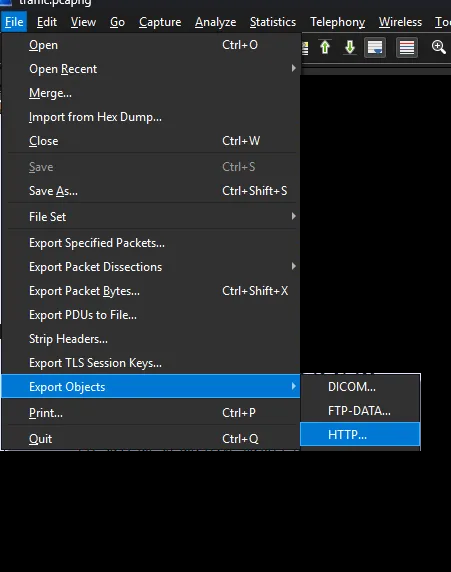 traffic.pcapng
File Edit View Go Capture Analyze Statistics Telephony Wireless Too
Open Ctrl+O
Open Recent
Merge...
Import from Hex Dump...
Close Ctrl+W
Save Ctrl+S
Save As... Ctrl+Shift+S
File Set
Export Specified Packets...
Export Packet Dissections
Export Packet Bytes... Ctrl+Shift+X
Export PDUs to File...
Strip Headers...
Export TLS Session Keys...
Export Objects
DICOM...
Print... Ctrl+P
FTP-DATA...
Quit Ctrl+Q
HTTP...